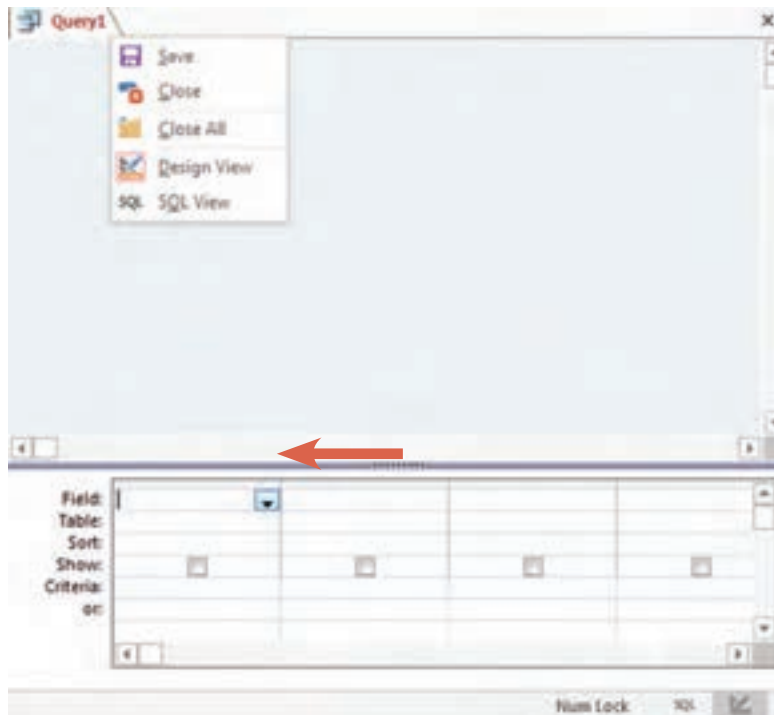 Query1
Save
Close
Close All
Design View
SQL SQL View
Field:
Table:
Sort:
Show:
Criteria:
or:
Num Lock SQL